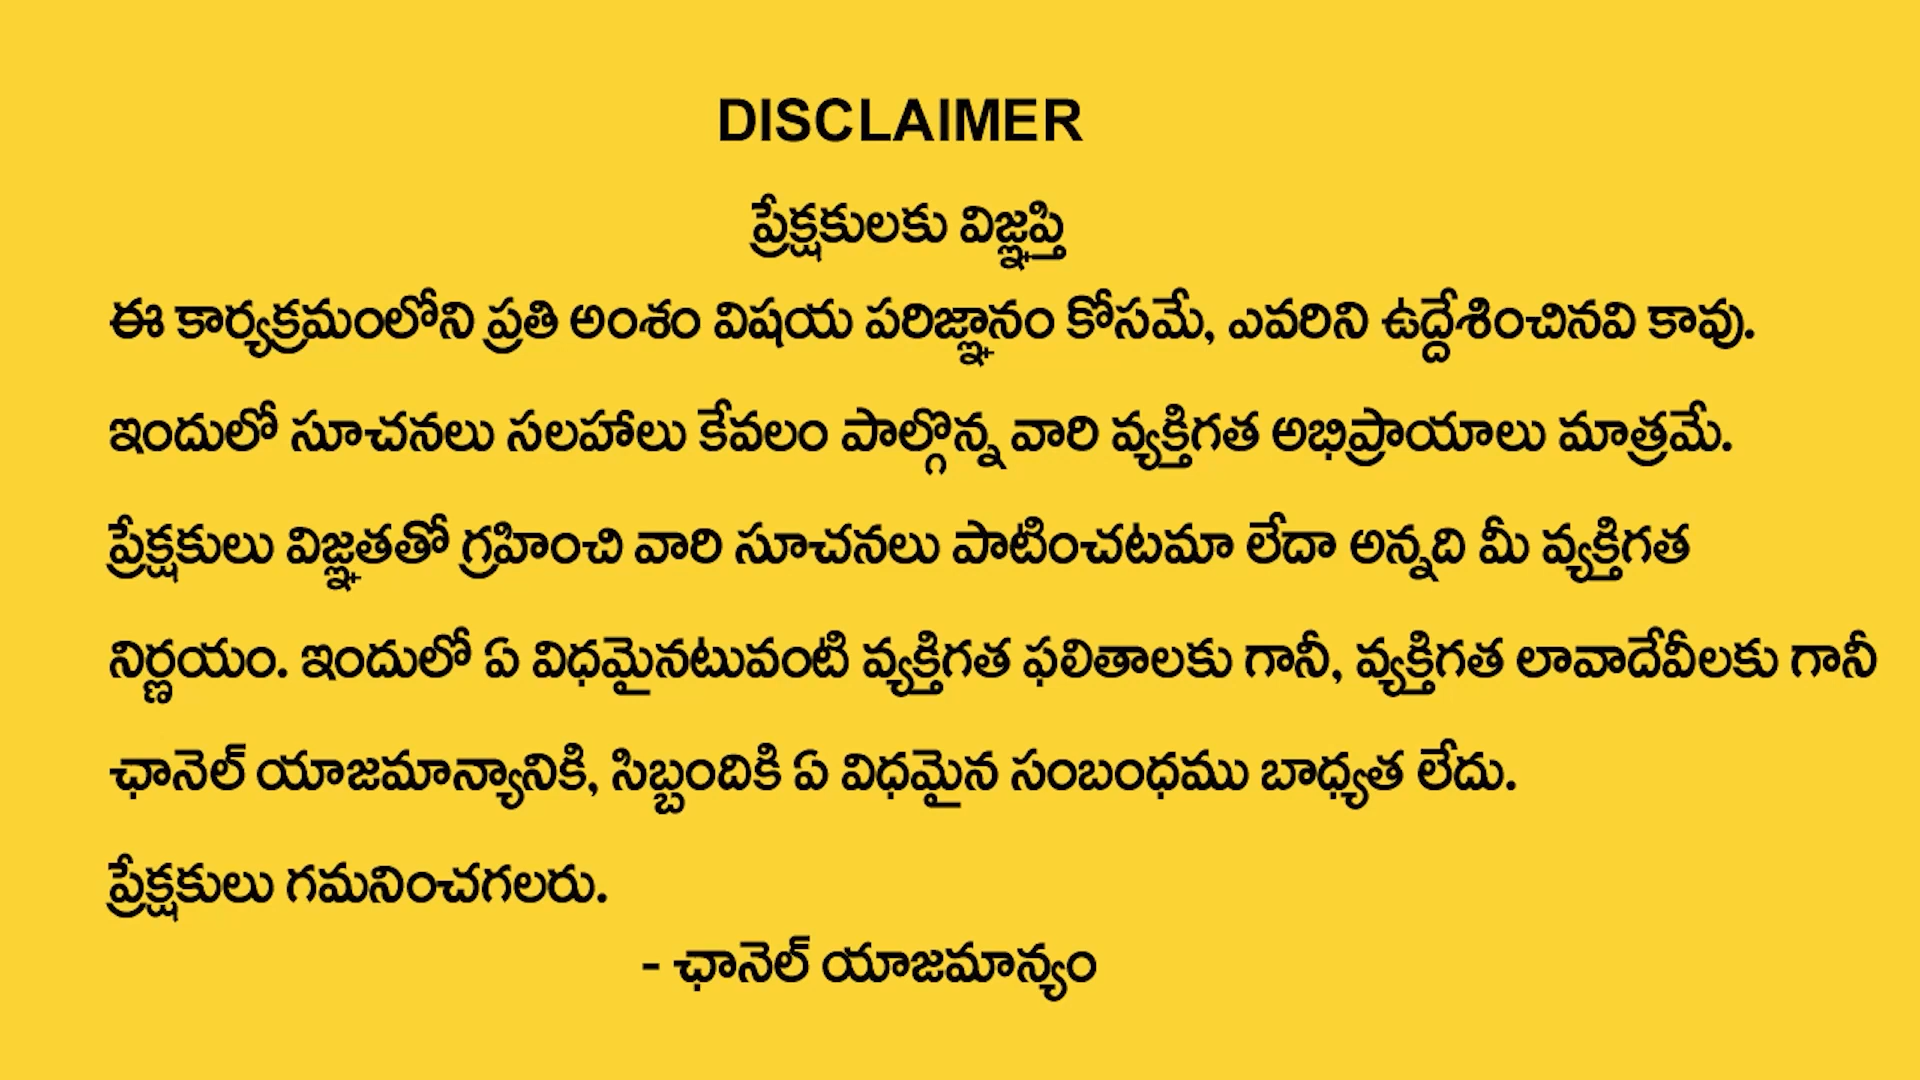 DISCLAIMER
ప్రేక్షకులకు విజ్ఞప్తి
ఈ కార్యక్రమంలోని ప్రతి అంశం విషయ పరిజ్ఞానం కోసమే, ఎవరిని ఉద్దేశించినవి కావు.
ఇందులో సూచనలు సలహాలు కేవలం పాల్గొన్న వారి వ్యక్తిగత అభిప్రాయాలు మాత్రమే.
ప్రేక్షకులు విజ్ఞతతో గ్రహించి వారి సూచనలు పాటించటమా లేదా అన్నది మీ వ్యక్తిగత
నిర్ణయం. ఇందులో ఏ విధమైనటువంటి వ్యక్తిగత ఫలితాలకు గానీ, వ్యక్తిగత లావాదేవీలకు గానీ
ఛానెల్ యాజమాన్యానికి, సిబ్బందికి ఏ విధమైన సంబంధము బాధ్యత లేదు.
ప్రేక్షకులు గమనించగలరు.
- ఛానెల్ యాజమాన్యం